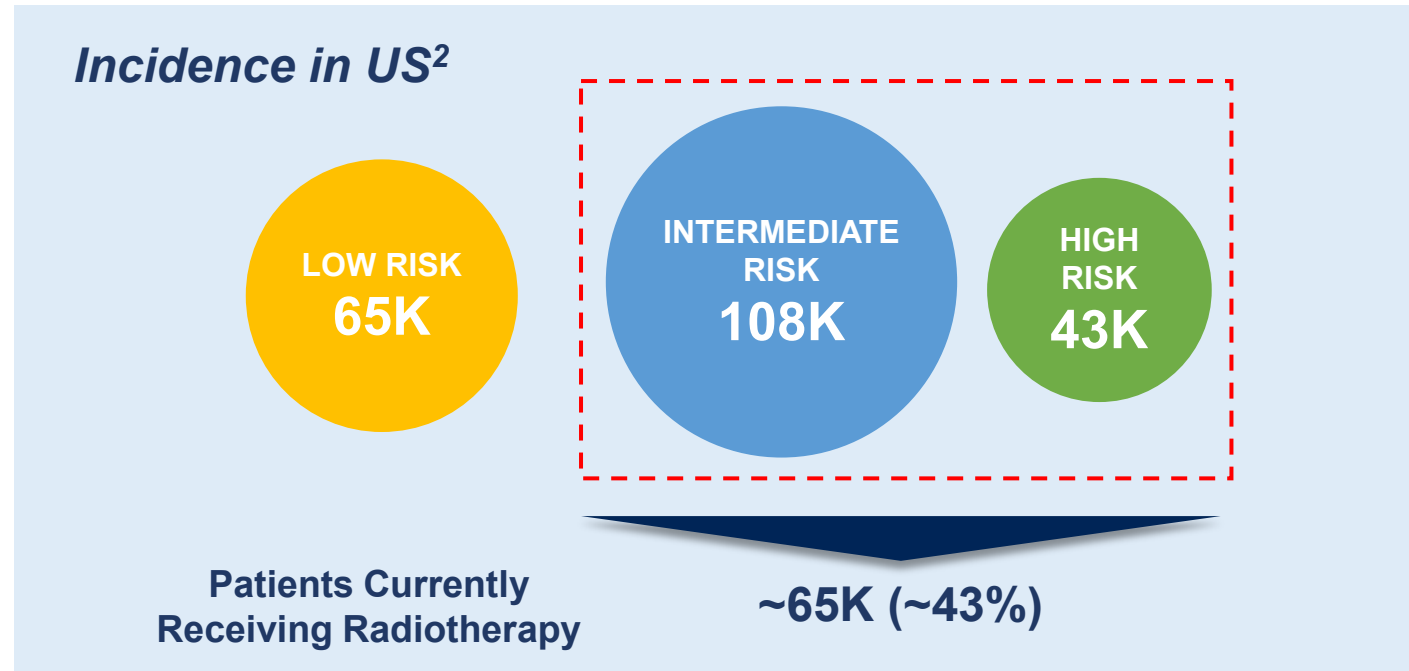 Incidence in US²
LOW RISK
65K
INTERMEDIATE
RISK
108K
HIGH
RISK
43K
Patients Currently
Receiving Radiotherapy
~65K (~43%)